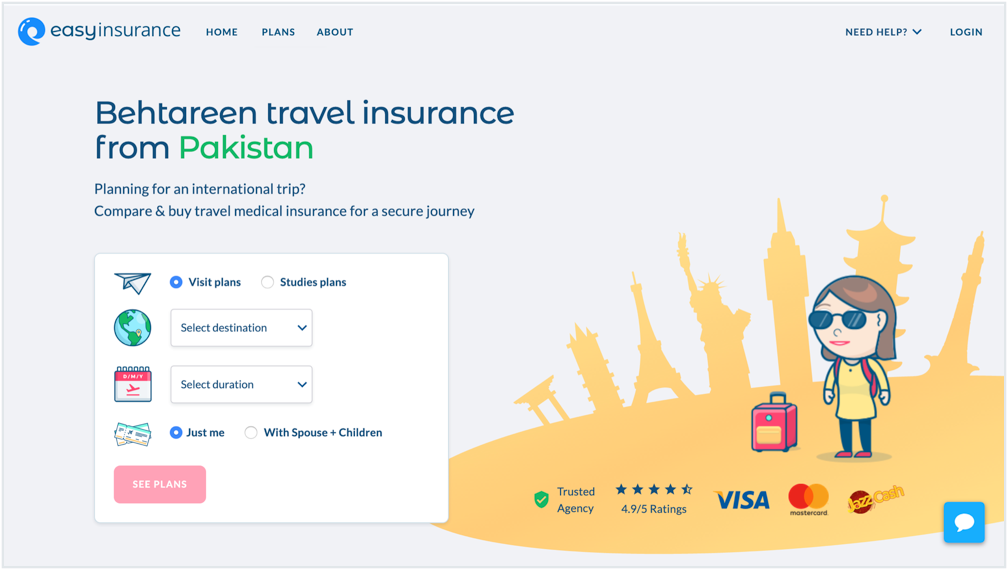 easyinsurance
HOME
PLANS
ABOUT
NEED HELP?
LOGIN
Behtareen travel insurance
from Pakistan
Planning for an international trip?
Compare & buy travel medical insurance for a secure journey
Visit plans
Studies plans
Select destination
D/M/Y
Select duration
Just me
With Spouse + Children
SEE PLANS
Trusted
Agency
4.9/5 Ratings
VISA
mastercard.
JazzCash